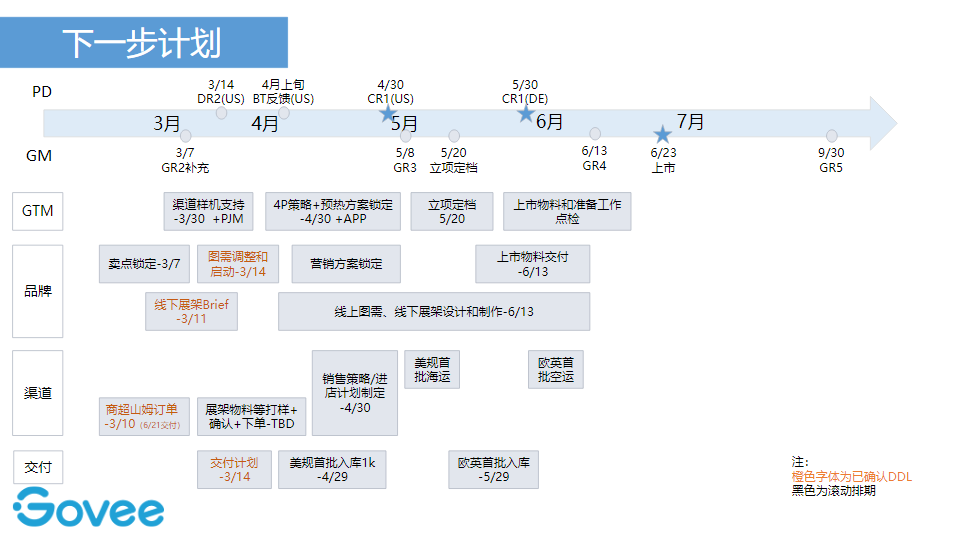 下一步计划
PD
3/14
DR2(US)
4月上旬
BT反馈(US)
4/30
CR1(US)
5/30
CR1(DE)
3月
4月
5月
6月
7月
GM
3/7
GR2补充
5/8
GR3
5/20
立项定档
6/13
GR4
6/23
上市
9/30
GR5
GTM
渠道样机支持
-3/30 +PJM
4P策略+预热方案锁定
-4/30 +APP
立项定档
5/20
上市物料和准备工作
点检
品牌
卖点锁定-3/7
图需调整和
启动-3/14
营销方案锁定
上市物料交付
-6/13
线下展架Brief
-3/11
线上图需、线下展架设计和制作-6/13
渠道
商超山姆订单
-3/10（6/21交付）
展架物料等打样+
确认+下单-TBD
销售策略/进
店计划制定
-4/30
美规首
批海运
欧英首
批空运
交付
交付计划
-3/14
美规首批入库1k
-4/29
欧英首批入库
-5/29
注：
橙色字体为已确认DDL
黑色为滚动排期
Govee